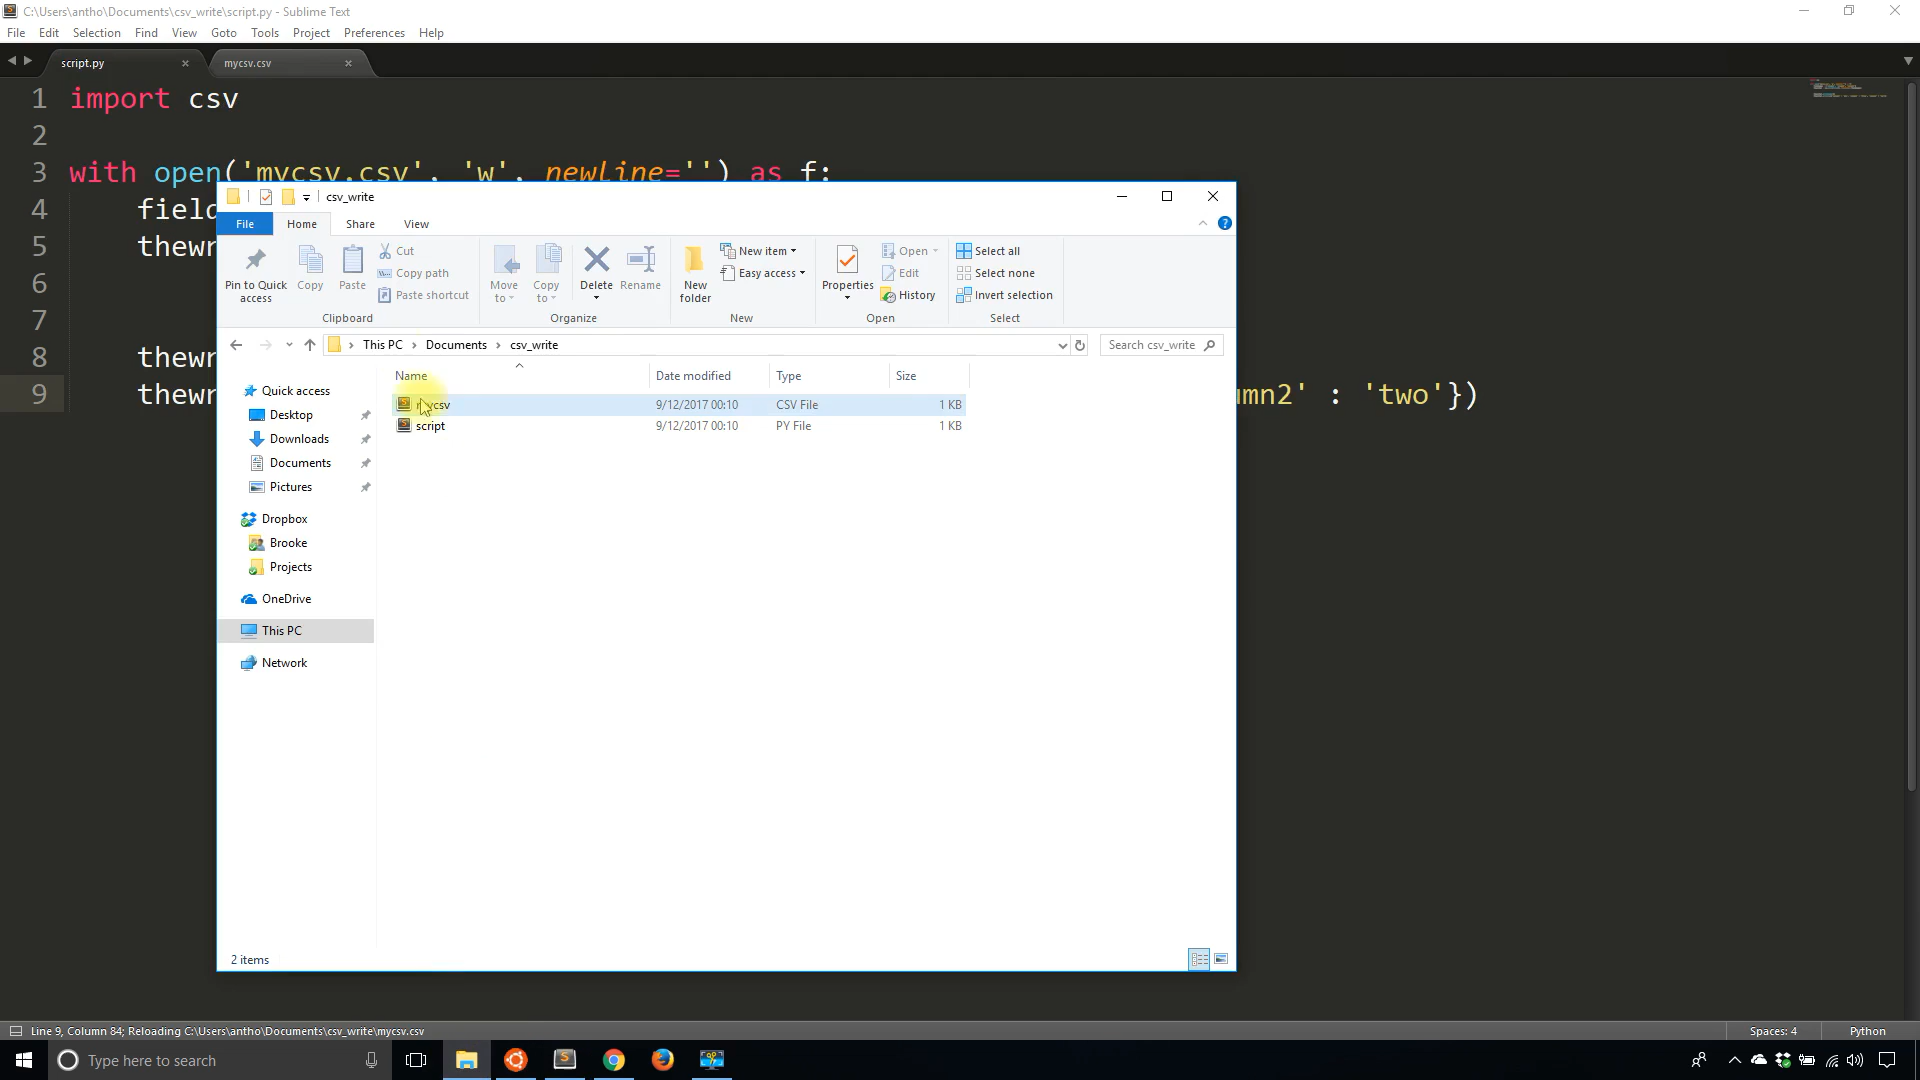 C:\Users\antho\Documents\csv_write\script.py - Sublime Text
File Edit Selection Find View Goto Tools Project Preferences Help
script.py mycsv.csv
1 import csv
2
3 with open('mycsv.csv', 'w', newline='') as f:
4 field
5 thewr
6
7
8 thewr
9 thewr umn2' : 'two'})
csv_write
File Home Share View
Pin to Quick access
Copy
Paste
Cut
Copy path
Paste shortcut
Clipboard
Move to
Copy to
Delete
Rename
Organize
New folder
New item
Easy access
New
Properties
Open
Edit
History
Open
Select all
Select none
Invert selection
Select
This PC > Documents > csv_write
Search csv_write
Name Date modified Type Size
mycsv 9/12/2017 00:10 CSV File 1 KB
script 9/12/2017 00:10 PY File 1 KB
Quick access
Desktop
Downloads
Documents
Pictures
Dropbox
Brooke
Projects
OneDrive
This PC
Network
2 items
Line 9, Column 84; Reloading C:\Users\antho\Documents\csv_write\mycsv.csv
Spaces: 4 Python
Type here to search